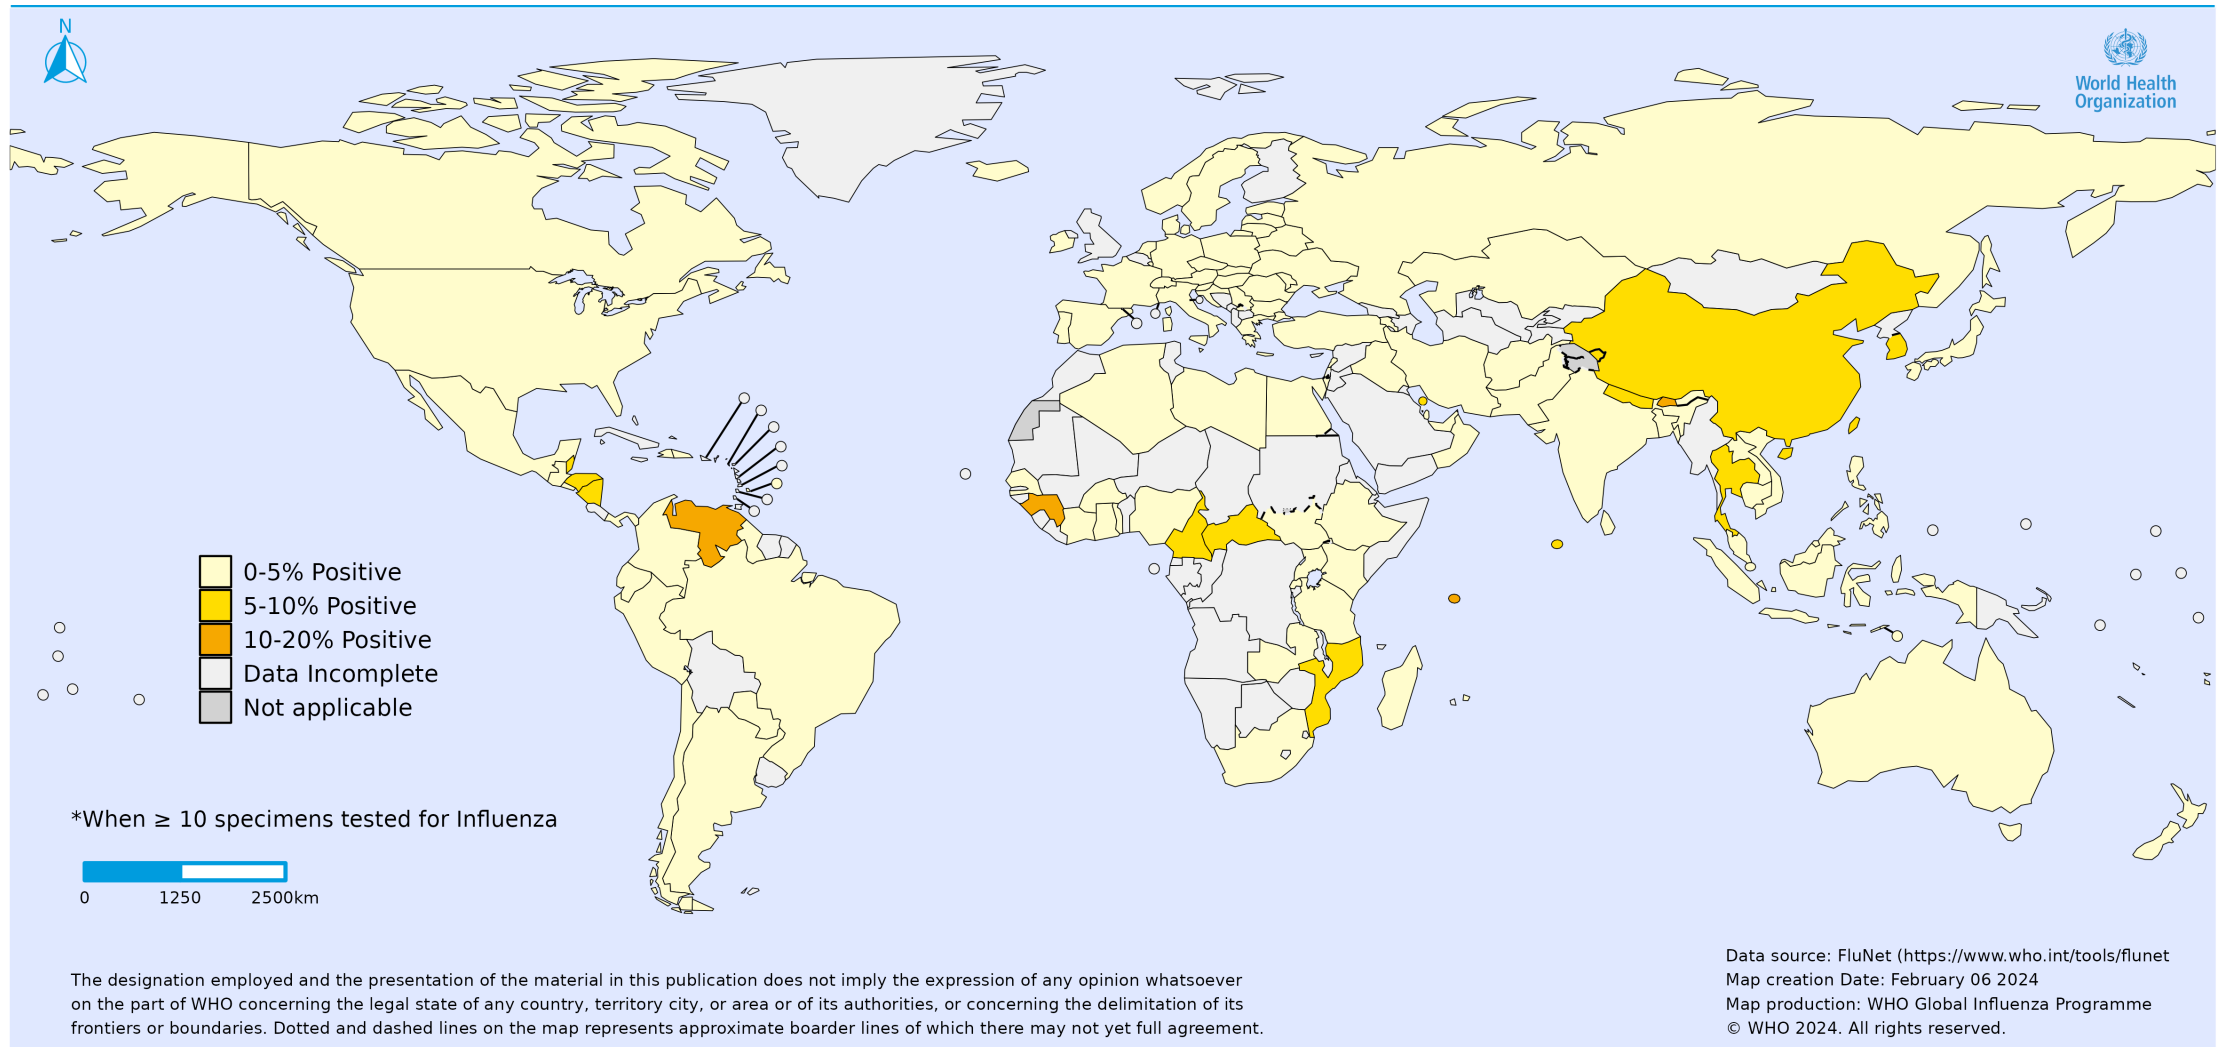 N
World Health
Organization
0-5% Positive
5-10% Positive
10-20% Positive
Data Incomplete
Not applicable
*When ≥ 10 specimens tested for Influenza
0 1250 2500km
The designation employed and the presentation of the material in this publication does not imply the expression of any opinion whatsoever
on the part of WHO concerning the legal state of any country, territory city, or area or of its authorities, or concerning the delimitation of its
frontiers or boundaries. Dotted and dashed lines on the map represents approximate boarder lines of which there may not yet full agreement.
Data source: FluNet (https://www.who.int/tools/flunet
Map creation Date: February 06 2024
Map production: WHO Global Influenza Programme
© WHO 2024. All rights reserved.